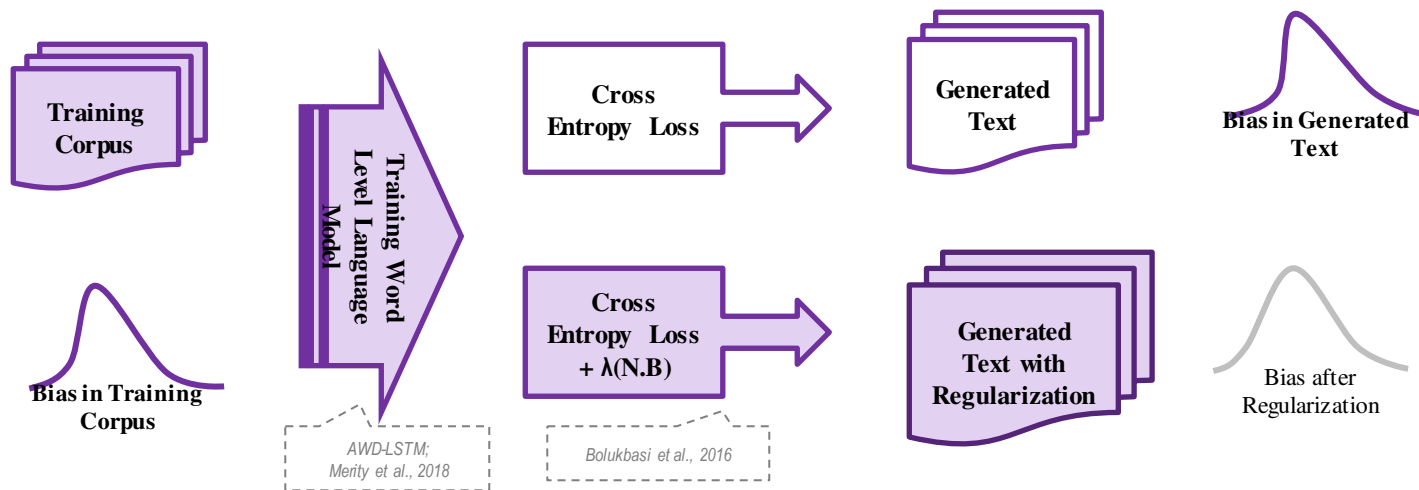 Training
Corpus
Bias in Training
Corpus
Training Word
Level Language
Model
AWD-LSTM;
Merity et al., 2018
Cross
Entropy Loss
Cross
Entropy Loss
+ λ(N.B)
Bolukbasi et al., 2016
Generated
Text
Bias in Generated
Text
Generated
Text with
Regularization
Bias after
Regularization